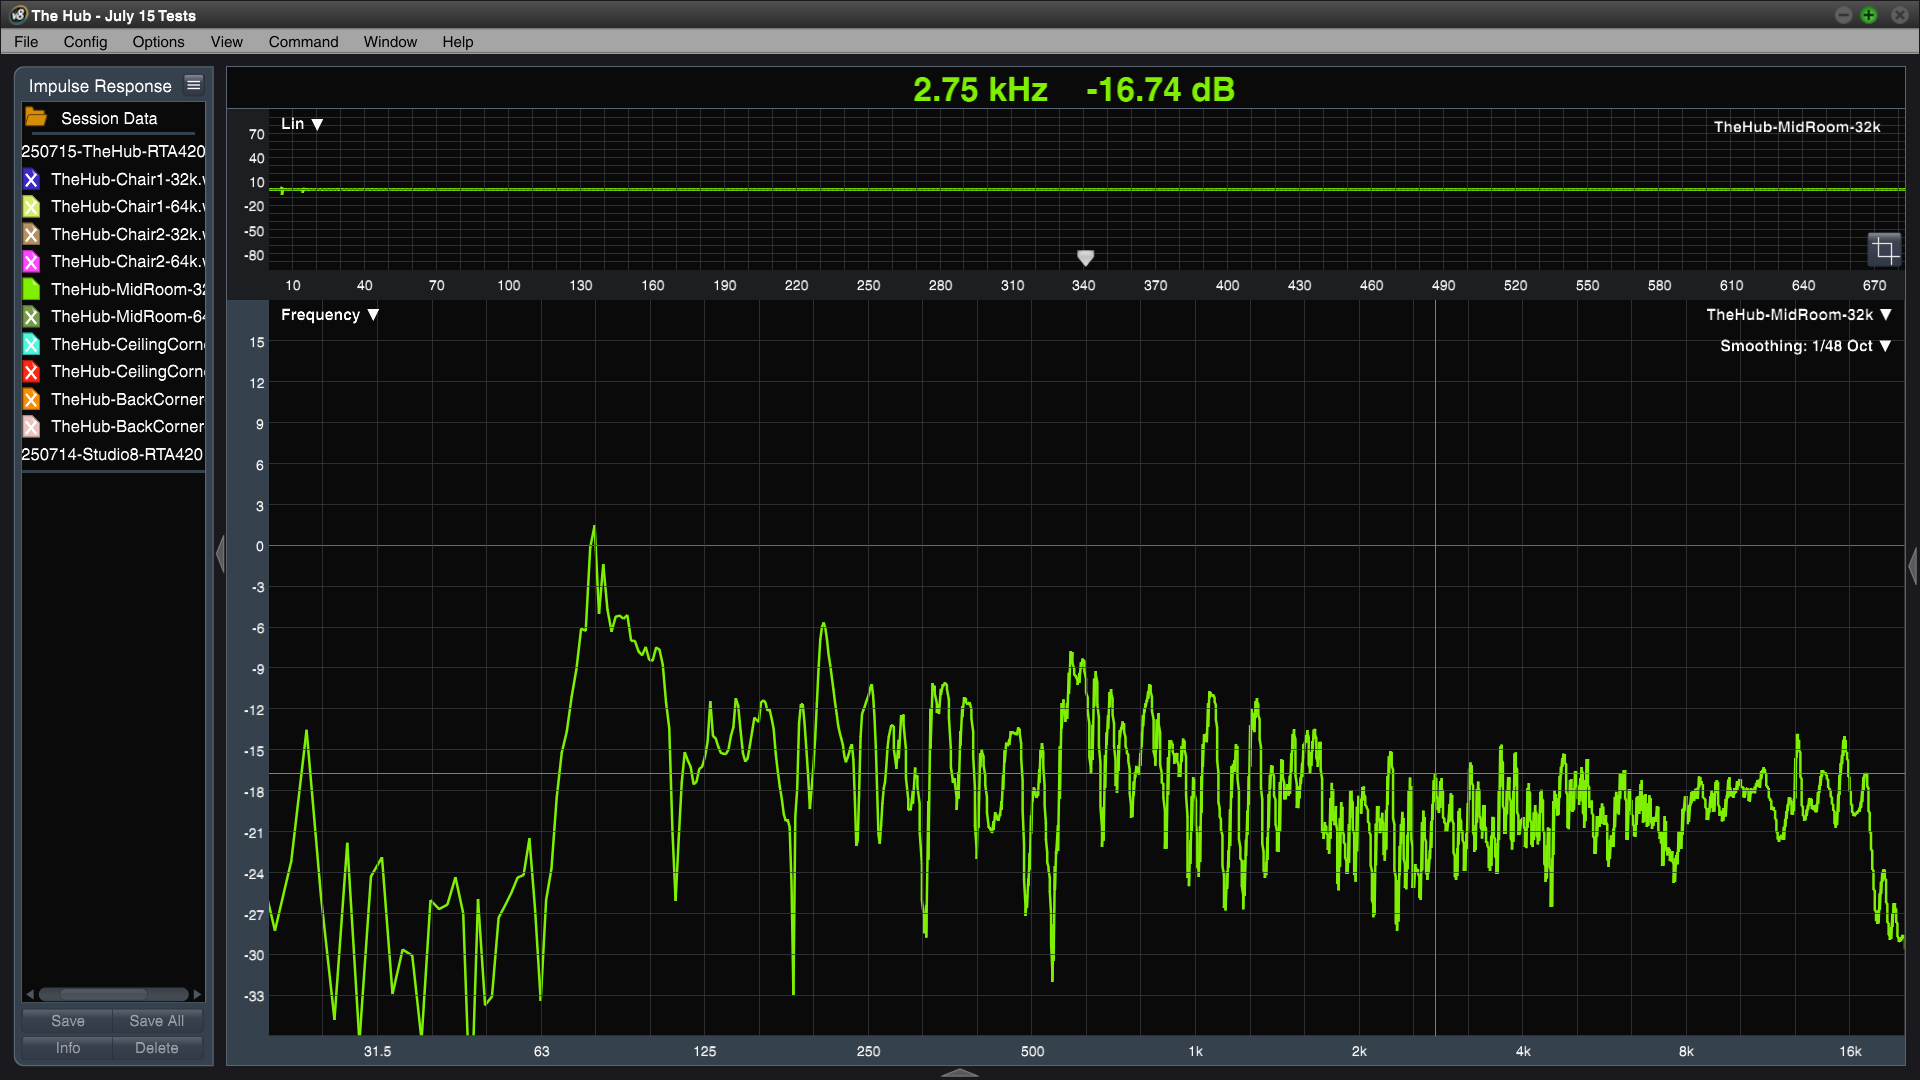 The Hub - July 15 Tests
File Config Options View Command Window Help
Impulse Response
Session Data
250715-TheHub-RTA420
TheHub-Chair1-32k.
TheHub-Chair1-64k.
TheHub-Chair2-32k.
TheHub-Chair2-64k.
TheHub-MidRoom-32
TheHub-MidRoom-64
TheHub-CeilingCorn
TheHub-CeilingCorn
TheHub-BackCorner
TheHub-BackCorner
250714-Studio8-RTA420
Save Save All
Info Delete
2.75 kHz -16.74 dB
Lin ▼
TheHub-MidRoom-32k
70
40
10
-20
-50
-80
10 40 70 100 130 160 190 220 250 280 310 340 370 400 430 460 490 520 550 580 610 640 670
Frequency ▼
TheHub-MidRoom-32k ▼
Smoothing: 1/48 Oct ▼
15
12
9
6
3
0
-3
-6
-9
-12
-15
-18
-21
-24
-27
-30
-33
31.5 63 125 250 500 1k 2k 4k 8k 16k